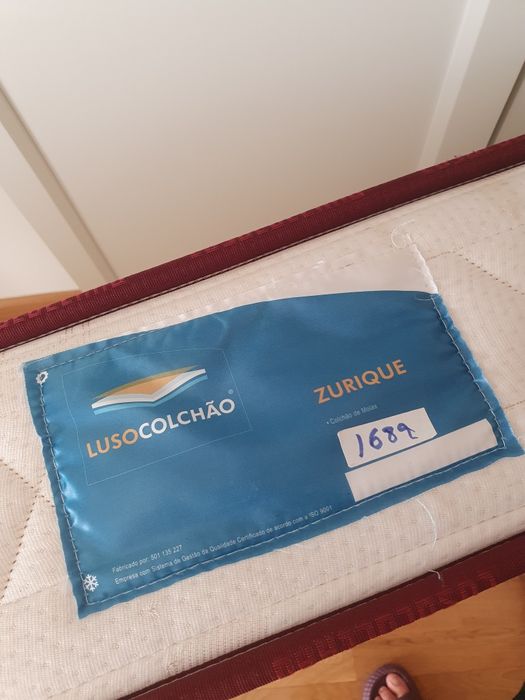 LUSOCOLCHÃO®
ZURIQUE
• Colchão de Molas
Fabricado por: 501 135 227
Empresa com Sistema de Gestão da Qualidade Certificado de acordo com a ISO 9001